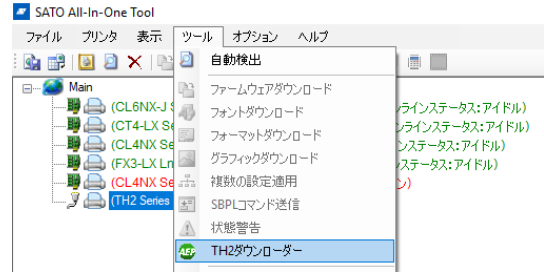 SATO All-In-One Tool
ファイル プリンタ 表示 ツール オプション ヘルプ
自動検出
Main
ファームウェアダウンロード
(CL6NX-J S ンラインステータス:アイドル)
フォントダウンロード
(CT4-LX Se ンラインステータス:アイドル)
フォーマットダウンロード
(CL4NX Se ンステータス:アイドル)
グラフィックダウンロード
(FX3-LX Ln ステータス:アイドル)
複数の設定適用
(CL4NX Se ン)
SBPLコマンド送信
(TH2 Series
状態警告
TH2ダウンローダー
AEP